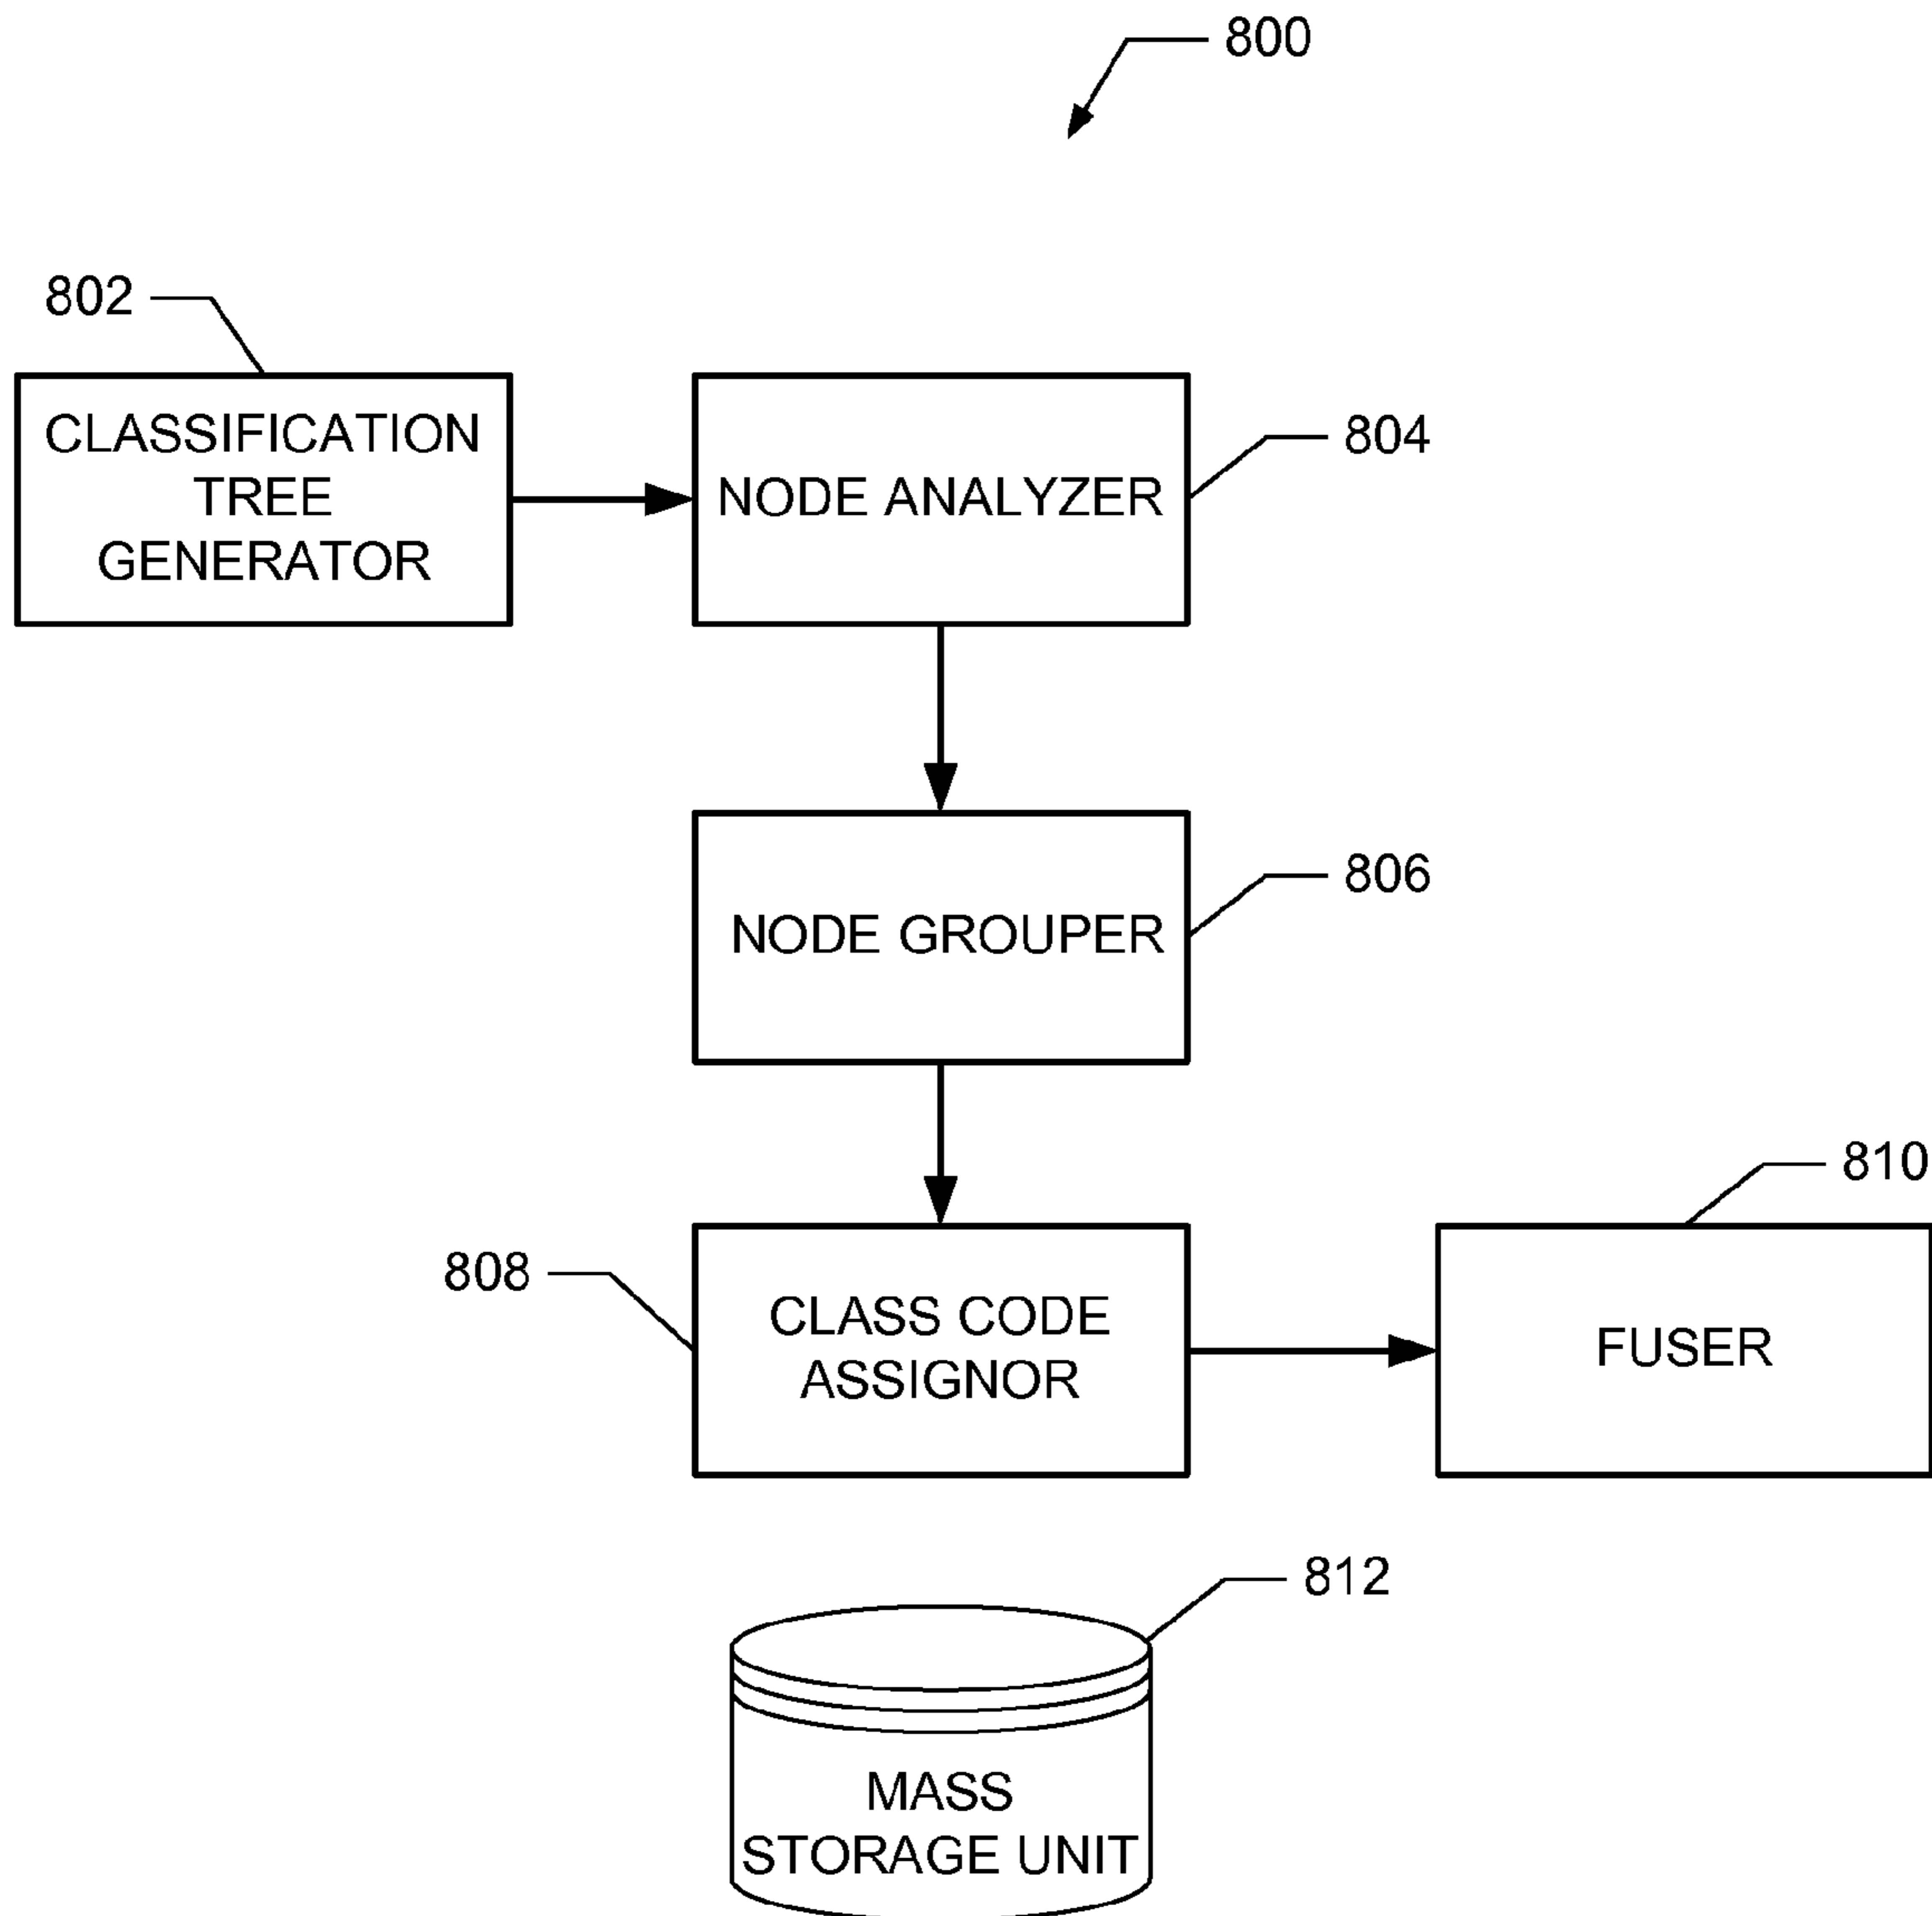 800
802
CLASSIFICATION
TREE
GENERATOR
NODE ANALYZER
804
NODE GROUPER
806
808
CLASS CODE
ASSIGNOR
810
FUSER
812
MASS
STORAGE UNIT